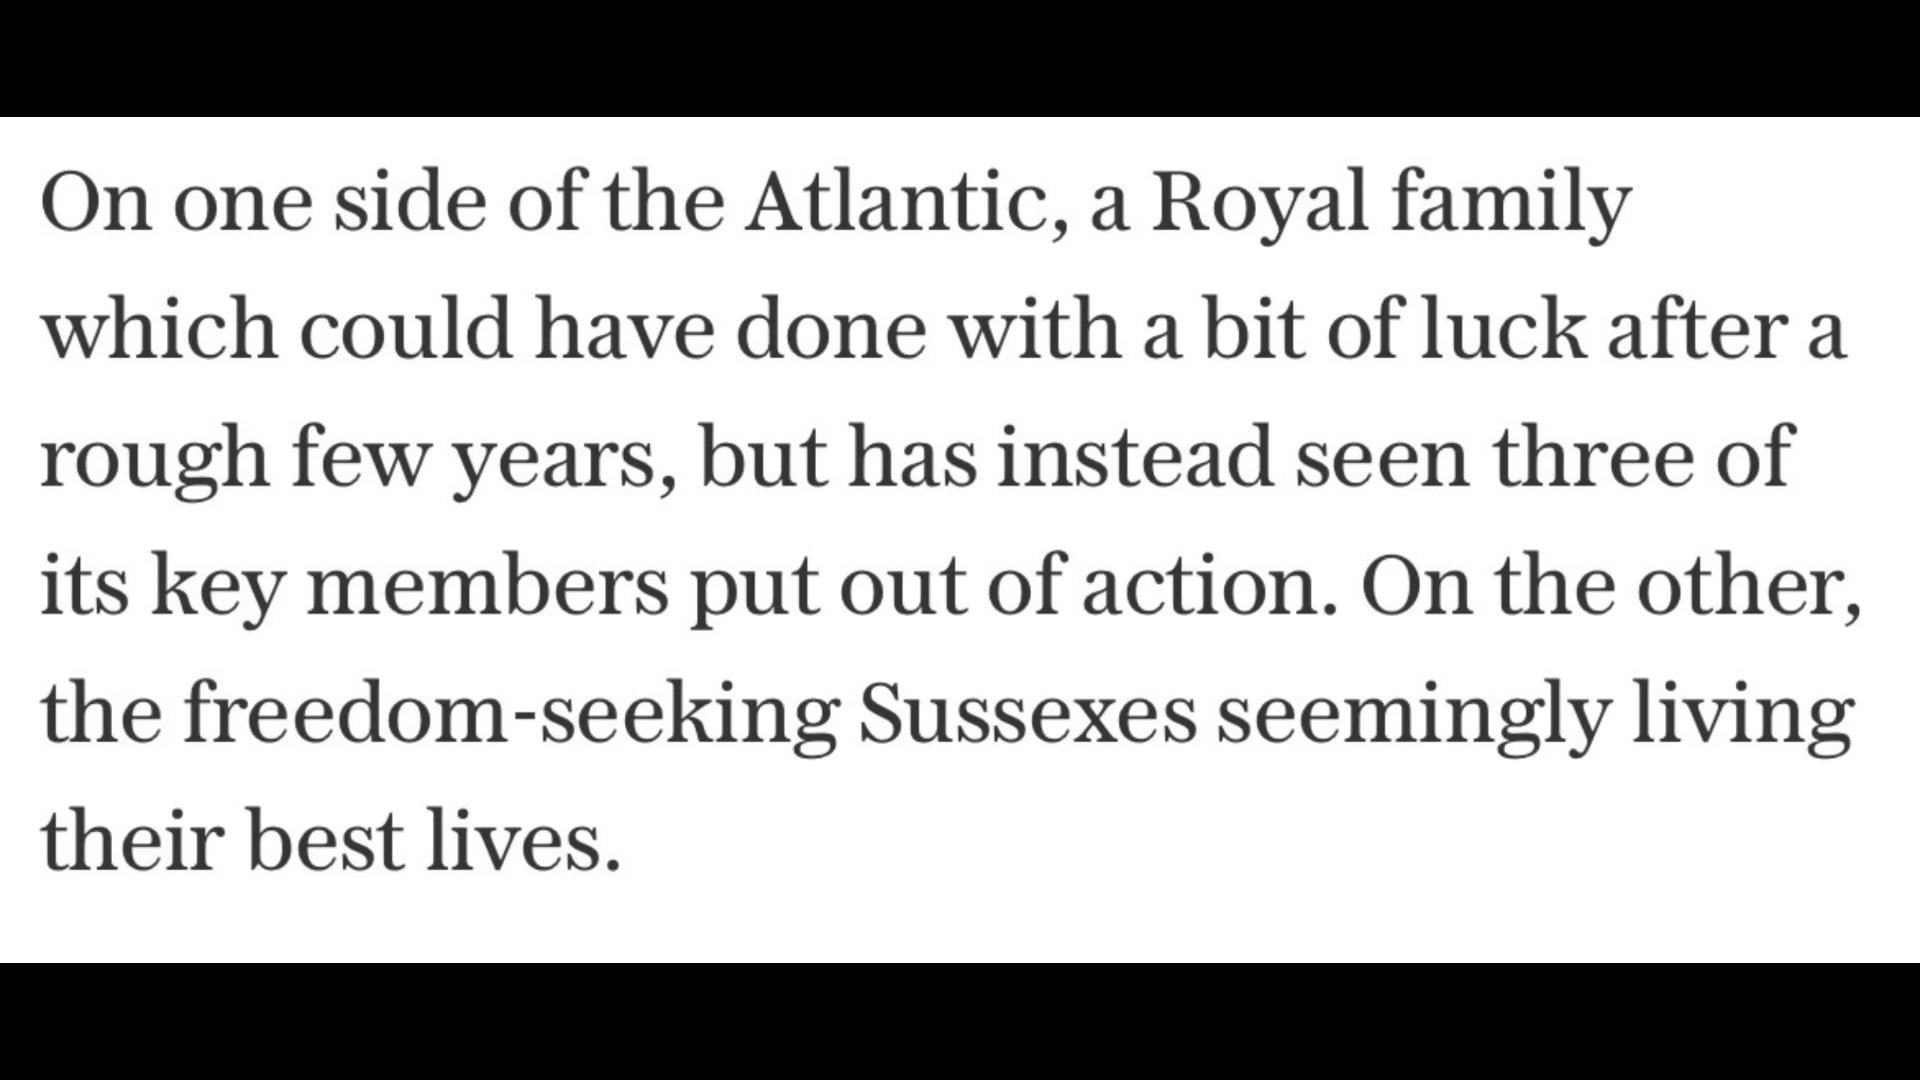 On one side of the Atlantic, a Royal family
which could have done with a bit of luck after a
rough few years, but has instead seen three of
its key members put out of action. On the other,
the freedom-seeking Sussexes seemingly living
their best lives.